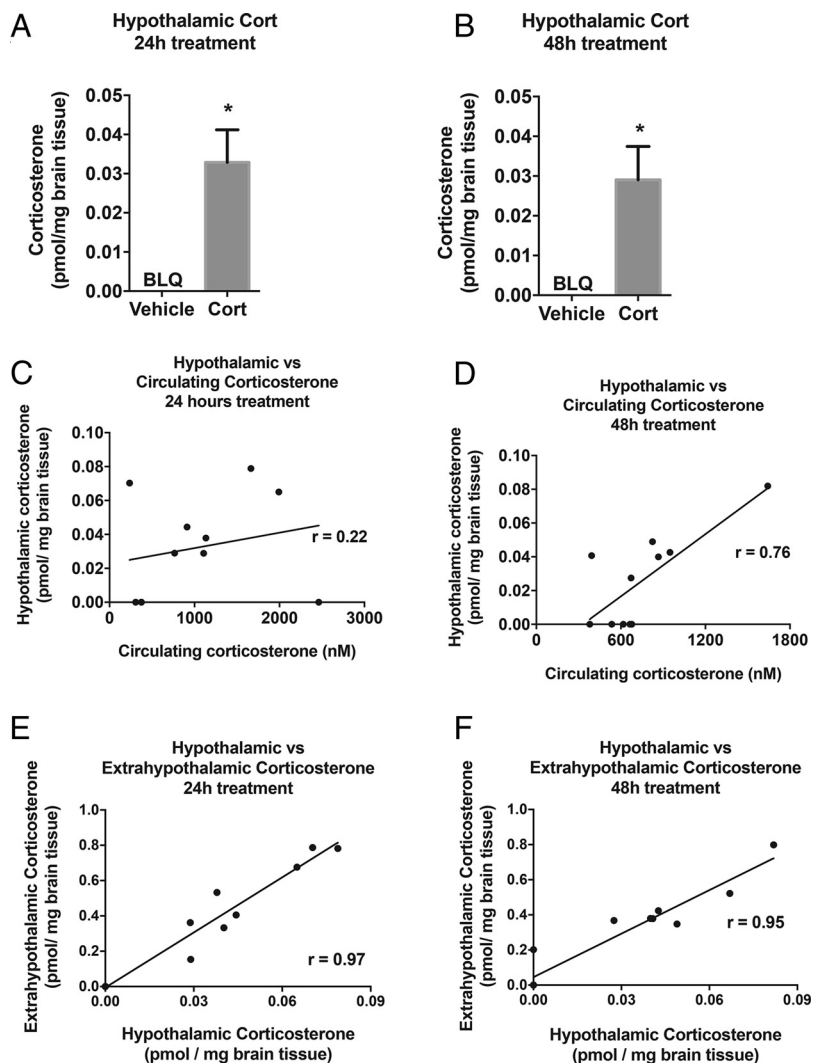 A
Hypothalamic Cort
24h treatment
Corticosterone
(pmol/mg brain tissue)
0.05
0.04
0.03
0.02
0.01
0.00
*
BLQ
Vehicle Cort
B
Hypothalamic Cort
48h treatment
Corticosterone
(pmol/mg brain tissue)
0.05
0.04
0.03
0.02
0.01
0.00
*
BLQ
Vehicle Cort
C
Hypothalamic vs
Circulating Corticosterone
24 hours treatment
Hypothalamic corticosterone
(pmol/ mg brain tissue)
0.10
0.08
0.06
0.04
0.02
0.00
r = 0.22
0 1000 2000 3000
Circulating corticosterone (nM)
D
Hypothalamic vs
Circulating Corticosterone
48h treatment
Hypothalamic corticosterone
(pmol/ mg brain tissue)
0.10
0.08
0.06
0.04
0.02
0.00
r = 0.76
0 600 1200 1800
Circulating corticosterone (nM)
E
Hypothalamic vs
Extrahypothalamic Corticosterone
24h treatment
Extrahypothalamic Corticosterone
(pmol/ mg brain tissue)
1.0
0.8
0.6
0.4
0.2
0.0
r = 0.97
0.03 0.06 0.09
Hypothalamic Corticosterone
(pmol / mg brain tissue)
F
Hypothalamic vs
Extrahypothalamic Corticosterone
48h treatment
Extrahypothalamic Corticosterone
(pmol/ mg brain tissue)
1.0
0.8
0.6
0.4
0.2
0.0
r = 0.95
0.00 0.03 0.06 0.09
Hypothalamic Corticosterone
(pmol / mg brain tissue)